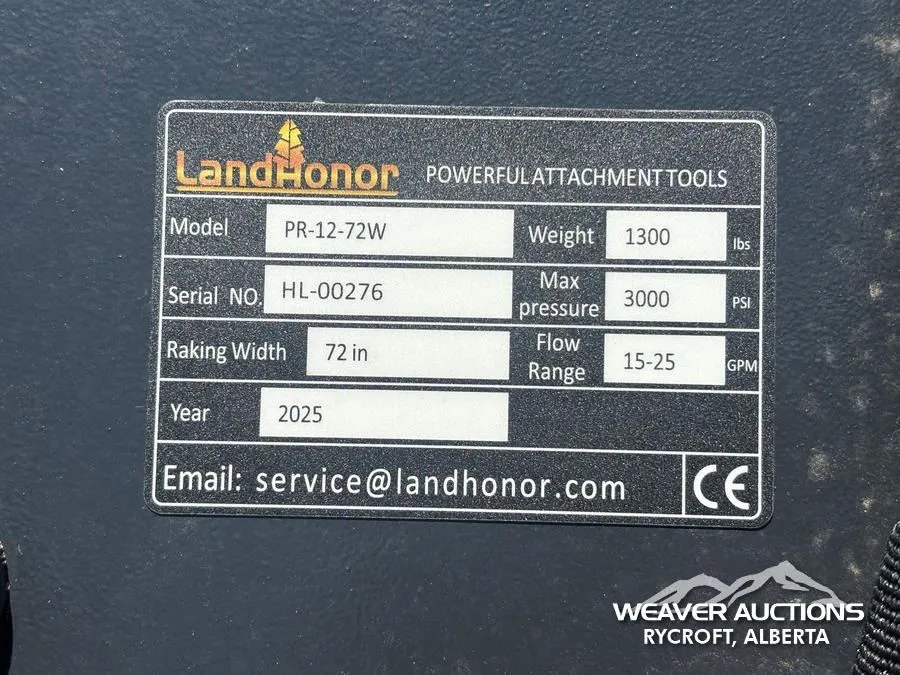 LandHonor POWERFUL ATTACHMENT TOOLS
Model PR-12-72W Weight 1300 lbs
Serial NO. HL-00276 Max pressure 3000 PSI
Raking Width 72 in Flow Range 15-25 GPM
Year 2025
Email: service@landhonor.com CE
WEAVER AUCTIONS
RYCROFT, ALBERTA